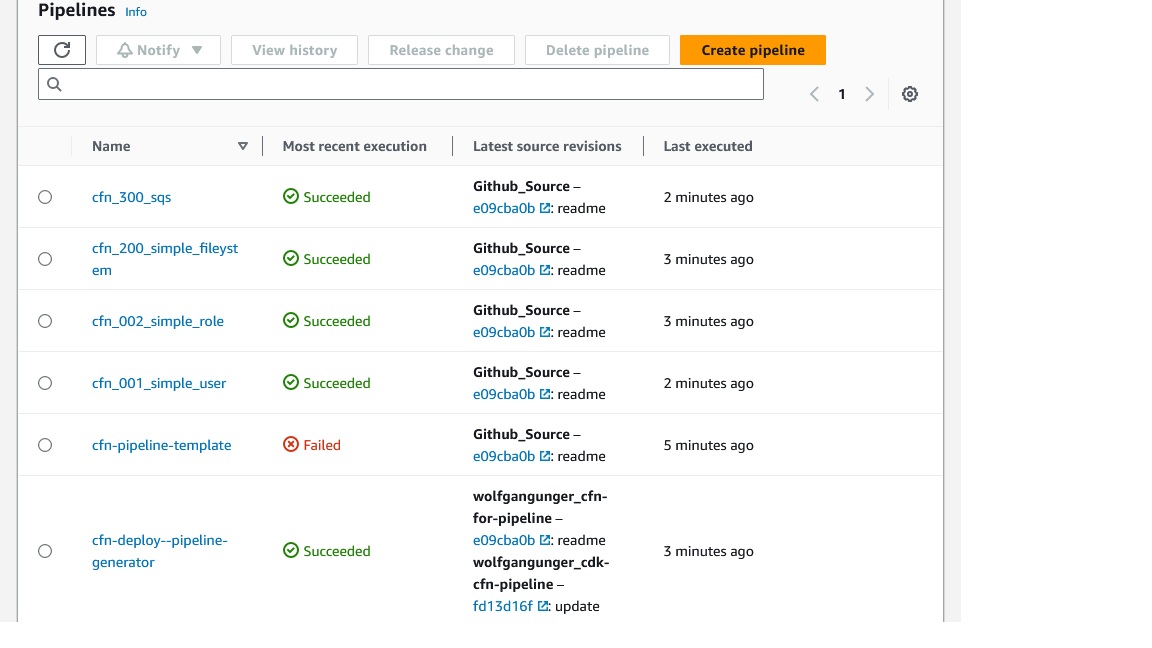 Pipelines Info
Notify View history Release change Delete pipeline Create pipeline
1
Name Most recent execution Latest source revisions Last executed
cfn_300_sqs Succeeded Github_Source –
e09cba0b : readme 2 minutes ago
cfn_200_simple_fileyst
em Succeeded Github_Source –
e09cba0b : readme 3 minutes ago
cfn_002_simple_role Succeeded Github_Source –
e09cba0b : readme 3 minutes ago
cfn_001_simple_user Succeeded Github_Source –
e09cba0b : readme 2 minutes ago
cfn-pipeline-template Failed Github_Source –
e09cba0b : readme 5 minutes ago
cfn-deploy--pipeline-
generator Succeeded wolfgangunger_cfn-
for-pipeline –
e09cba0b : readme
wolfgangunger_cdk-
cfn-pipeline –
fd13d16f : update 3 minutes ago